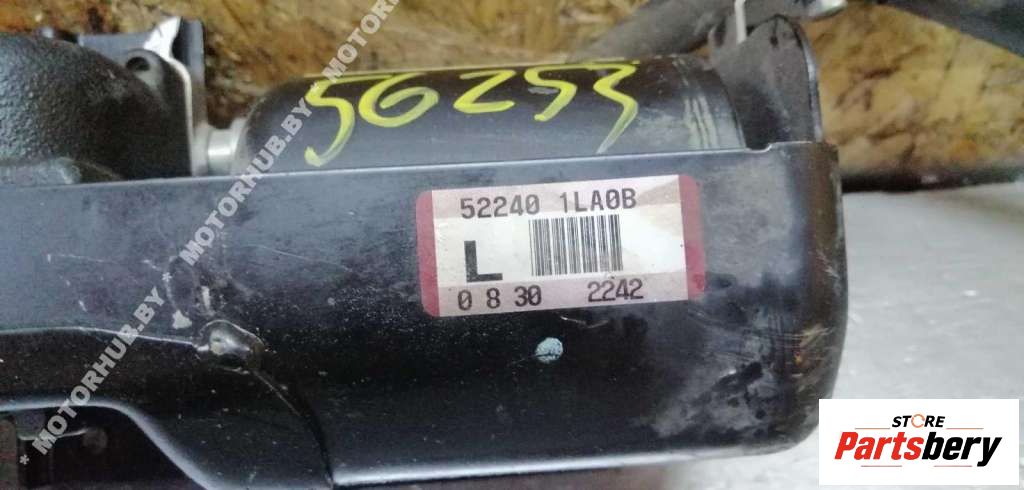 56253
52240 1LA0B
L
0 8 30 2242
* MOTORHUB.BY * MOTORHUB.BY * MOTORHUB.BY
STORE
Partsbery